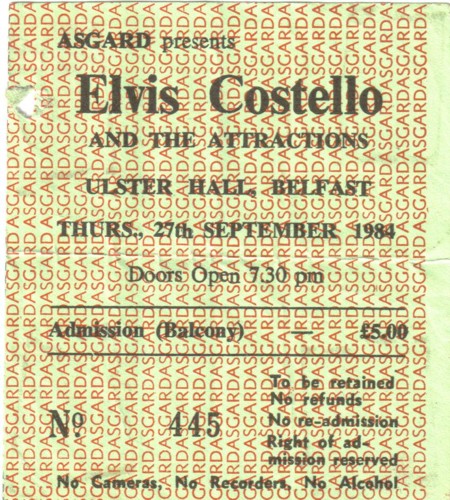 ASGARD presents
Elvis Costello
AND THE ATTRACTIONS
ULSTER HALL, BELFAST
THURS., 27th SEPTEMBER 1984
Doors Open 7.30 pm
Admission (Balcony) — £5.00
To be retained
No refunds
No re-admission
Right of ad-
mission reserved
Nº 445
No Cameras, No Recorders, No Alcohol